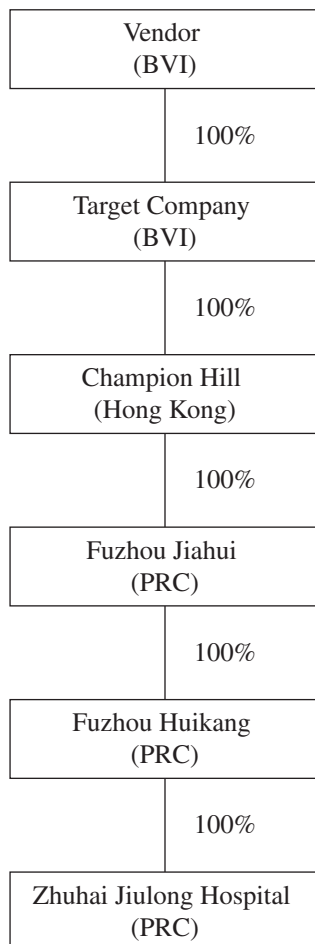 Vendor
(BVI)
100%
Target Company
(BVI)
100%
Champion Hill
(Hong Kong)
100%
Fuzhou Jiahui
(PRC)
100%
Fuzhou Huikang
(PRC)
100%
Zhuhai Jiulong Hospital
(PRC)